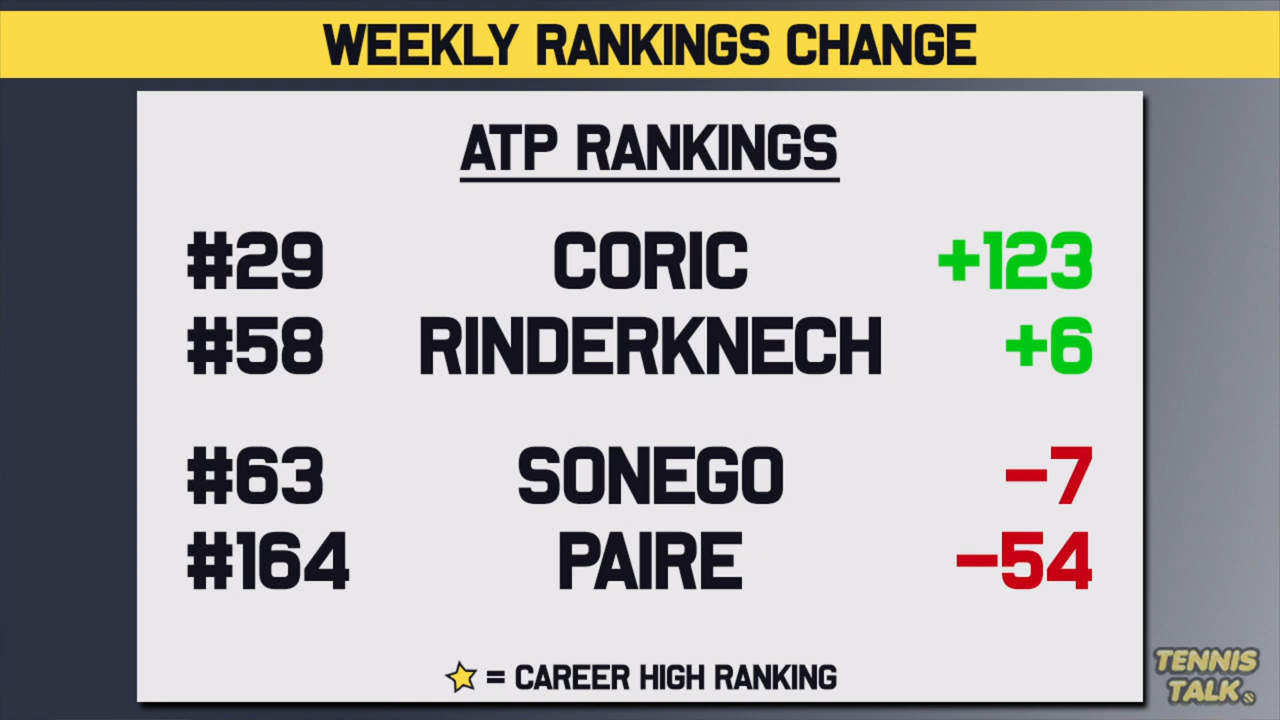 WEEKLY RANKINGS CHANGE
ATP RANKINGS
#29 CORIC +123
#58 RINDERKNECH +6
#63 SONEGO -7
#164 PAIRE -54
= CAREER HIGH RANKING
TENNIS
TALK